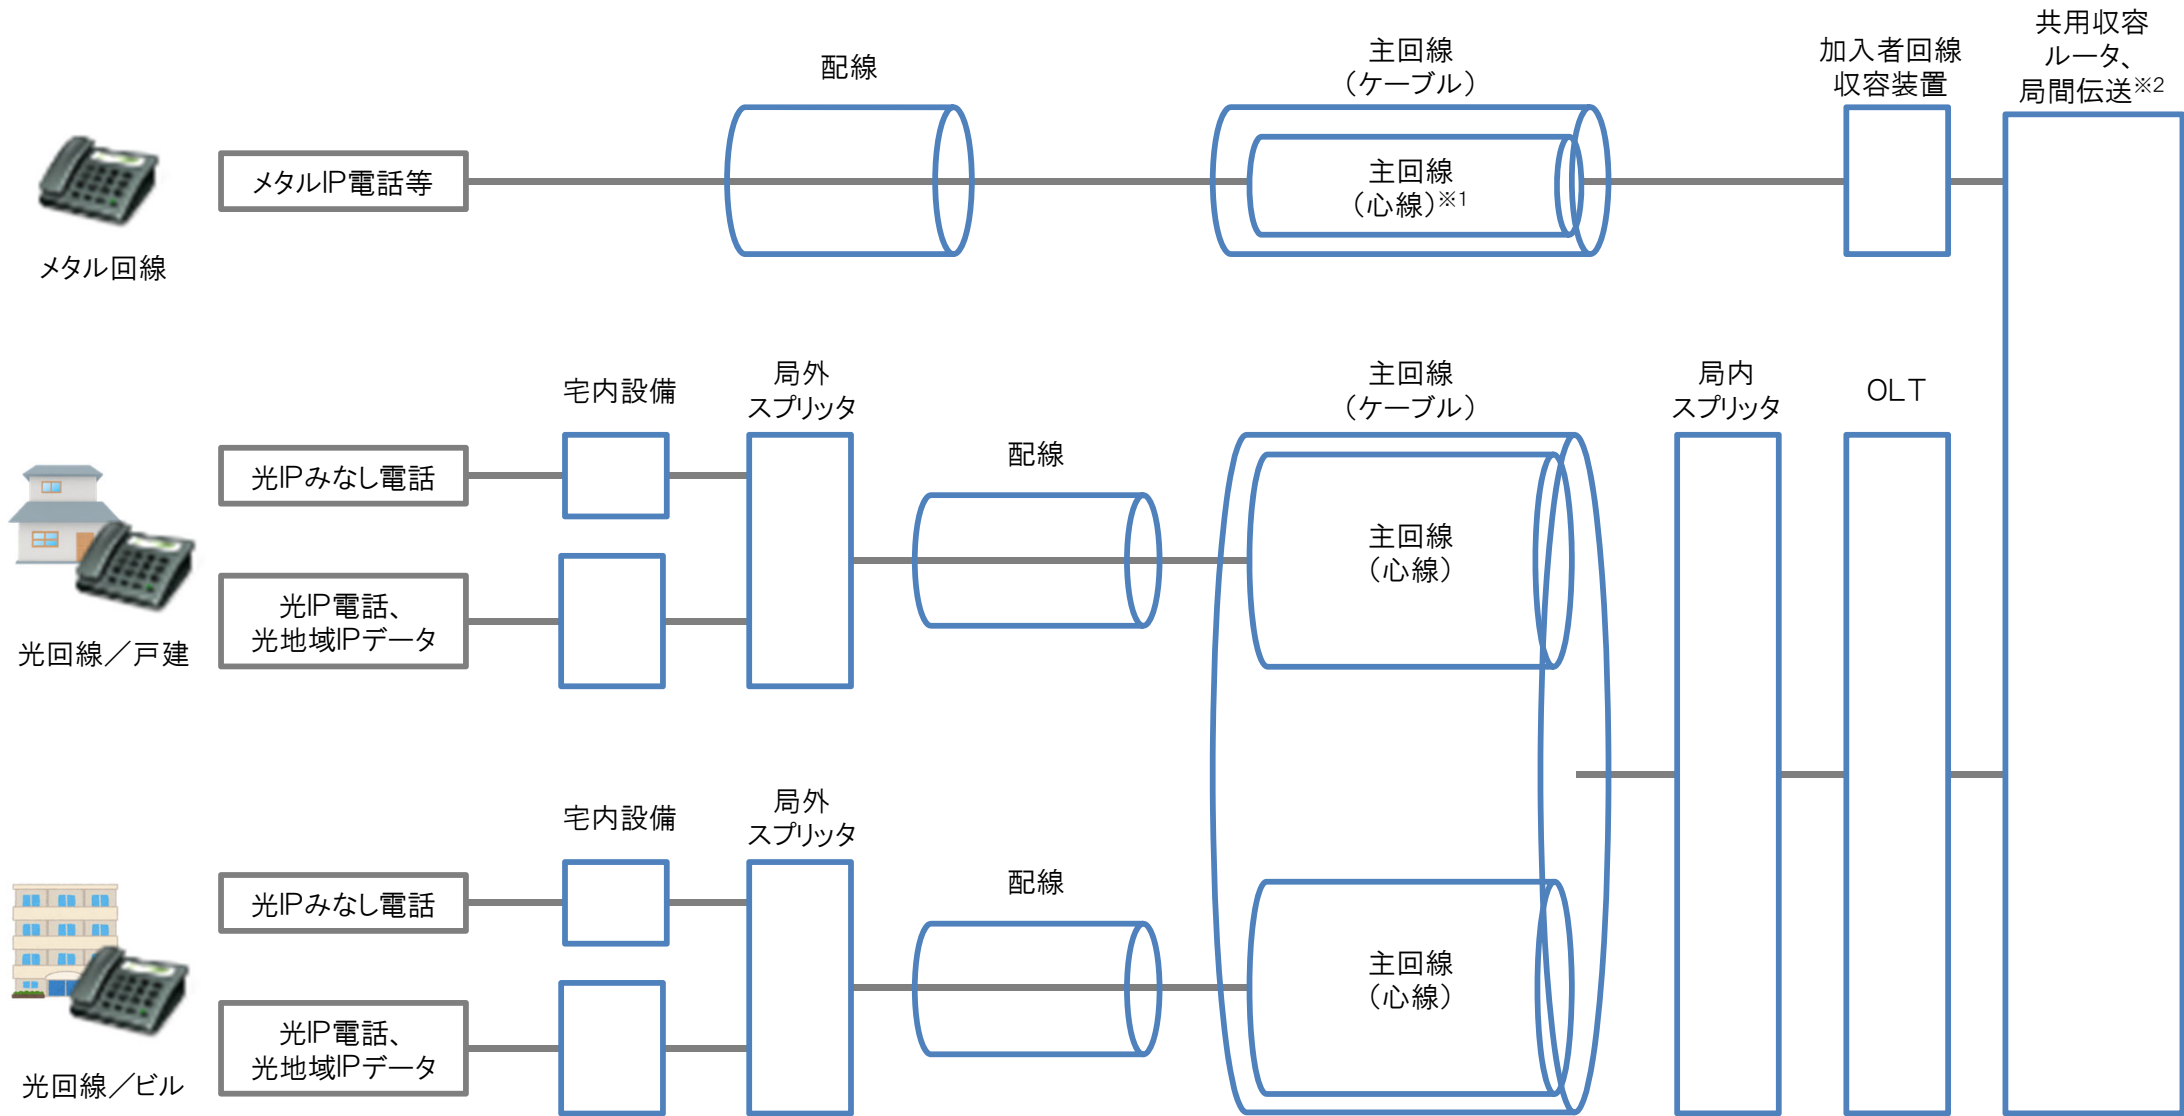 配線
主回線
（ケーブル）
加入者回線
収容装置
共用収容
ルータ、
局間伝送※2
メタルIP電話等
主回線
（心線）※1
メタル回線
宅内設備
局外
スプリッタ
配線
主回線
（ケーブル）
局内
スプリッタ
OLT
光IPみなし電話
主回線
（心線）
光IP電話、
光地域IPデータ
光回線／戸建
宅内設備
局外
スプリッタ
配線
光IPみなし電話
主回線
（心線）
光IP電話、
光地域IPデータ
光回線／ビル